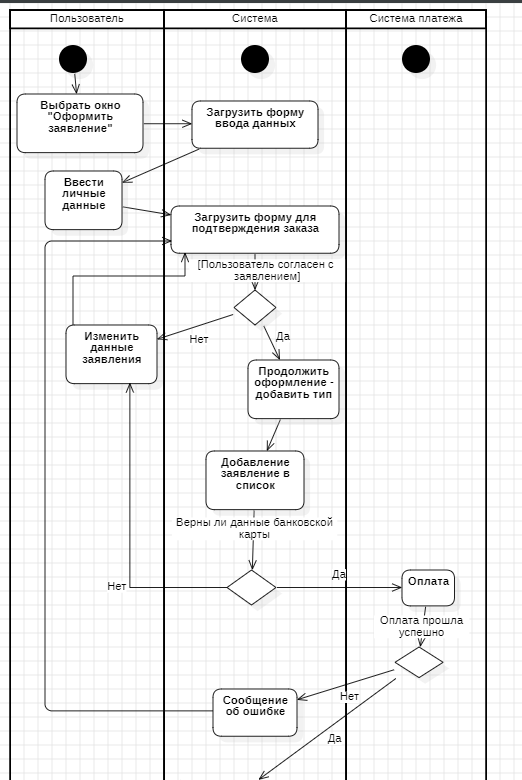 Пользователь
Система
Система платежа
Выбрать окно
"Оформить
заявление"
Загрузить форму
ввода данных
Ввести
личные
данные
Загрузить форму для
подтверждения заказа
[Пользователь согласен с
заявлением]
Нет
Да
Изменить
данные
заявления
Продолжить
оформление -
добавить тип
Добавление
заявление в
список
Верны ли данные банковской
карты
Нет
Да
Оплата
Оплата прошла
успешно
Нет
Сообщение
об ошибке
Да